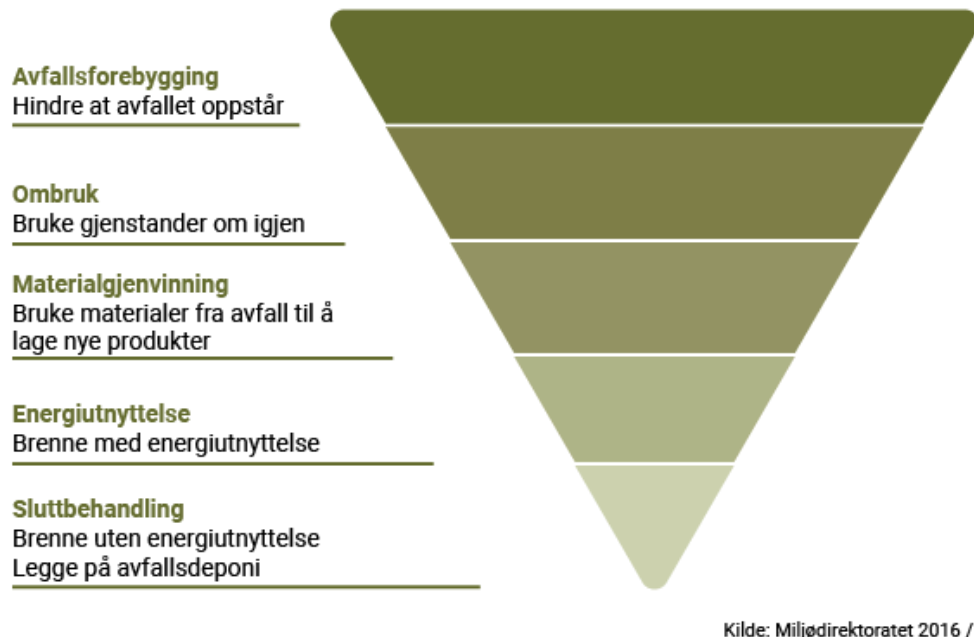 Avfallsforebygging
Hindre at avfallet oppstår
Ombruk
Bruke gjenstander om igjen
Materialgjenvinning
Bruke materialer fra avfall til å
lage nye produkter
Energiutnyttelse
Brenne med energiutnyttelse
Sluttbehandling
Brenne uten energiutnyttelse
Legge på avfallsdeponi
Kilde: Miljødirektoratet 2016 /